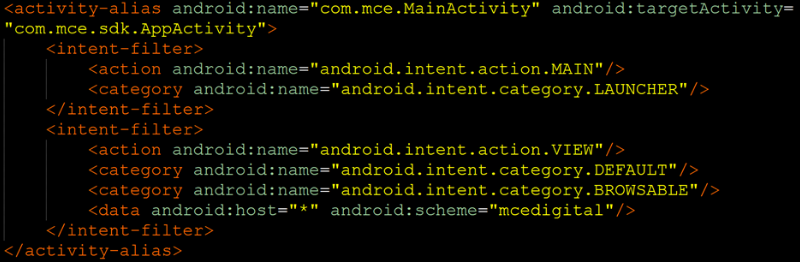 <activity-alias android:name="com.mce.MainActivity" android:targetActivity=
"com.mce.sdk.AppActivity">
<intent-filter>
<action android:name="android.intent.action.MAIN"/>
<category android:name="android.intent.category.LAUNCHER"/>
</intent-filter>
<intent-filter>
<action android:name="android.intent.action.VIEW"/>
<category android:name="android.intent.category.DEFAULT"/>
<category android:name="android.intent.category.BROWSABLE"/>
<data android:host="*" android:scheme="mcedigital"/>
</intent-filter>
</activity-alias>